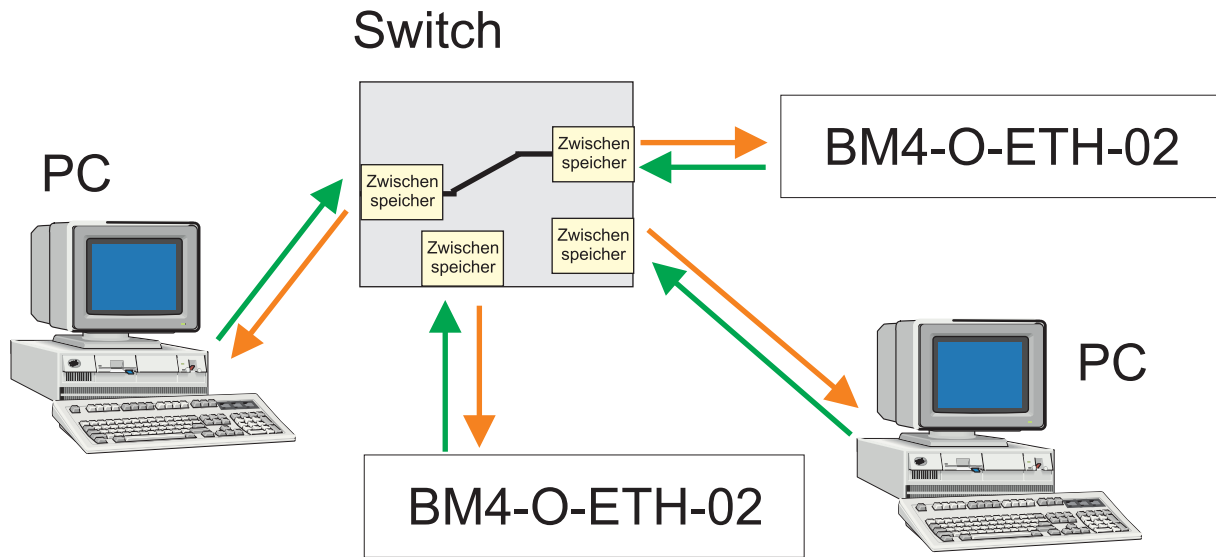 Switch
PC
Zwischen
speicher
BM4-O-ETH-02
Zwischen
speicher
Zwischen
speicher
Zwischen
speicher
PC
BM4-O-ETH-02